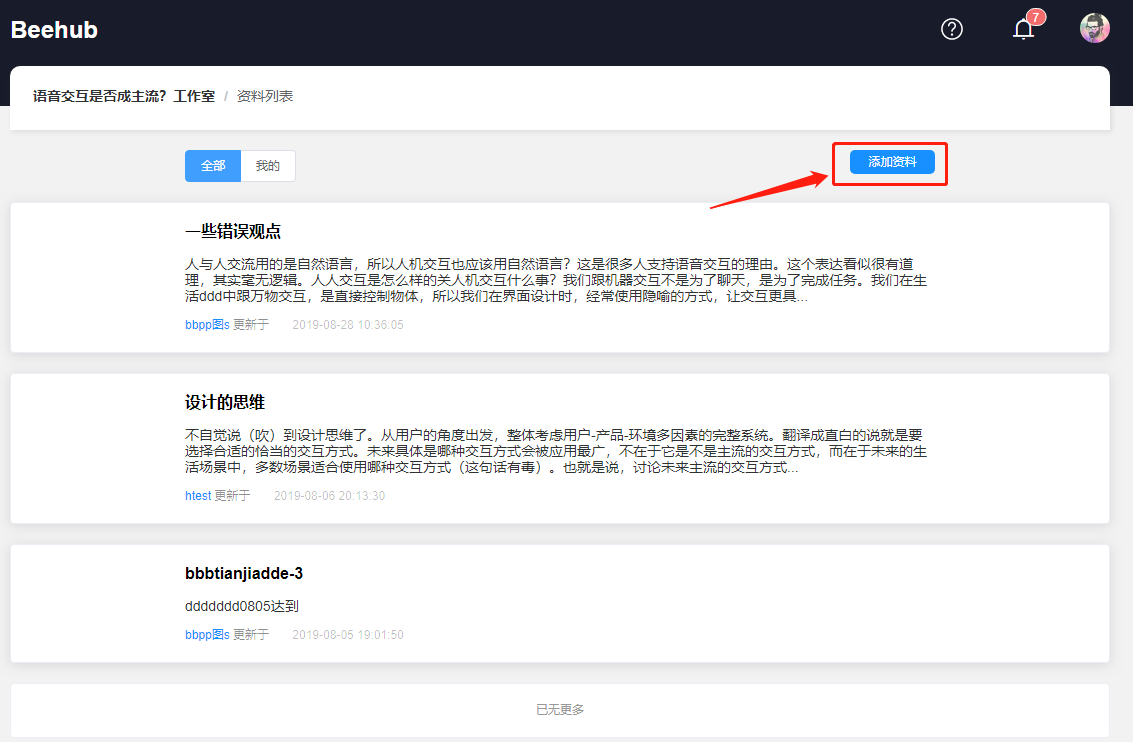 Beehub
7
语音交互是否成主流？工作室 / 资料列表
全部 我的 添加资料
一些错误观点
人与人交流用的是自然语言，所以人机交互也应该用自然语言？这是很多人支持语音交互的理由。这个表达看似很有道
理，其实毫无逻辑。人人交互是怎么样的关人机交互什么事？我们跟机器交互不是为了聊天，是为了完成任务。我们在生
活ddd中跟万物交互，是直接控制物体，所以我们在界面设计时，经常使用隐喻的方式，让交互更具...
bbpp图s 更新于 2019-08-28 10:36:05
设计的思维
不自觉说（吹）到设计思维了。从用户的角度出发，整体考虑用户-产品-环境多因素的完整系统。翻译成直白的说就是要
选择合适的恰当的交互方式。未来具体是哪种交互方式会被应用最广，不在于它是不是主流的交互方式，而在于未来的生
活场景中，多数场景适合使用哪种交互方式（这句话有毒）。也就是说，讨论未来主流的交互方式...
htest 更新于 2019-08-06 20:13:30
bbbtianjiadde-3
ddddddd0805达到
bbpp图s 更新于 2019-08-05 19:01:50
已无更多